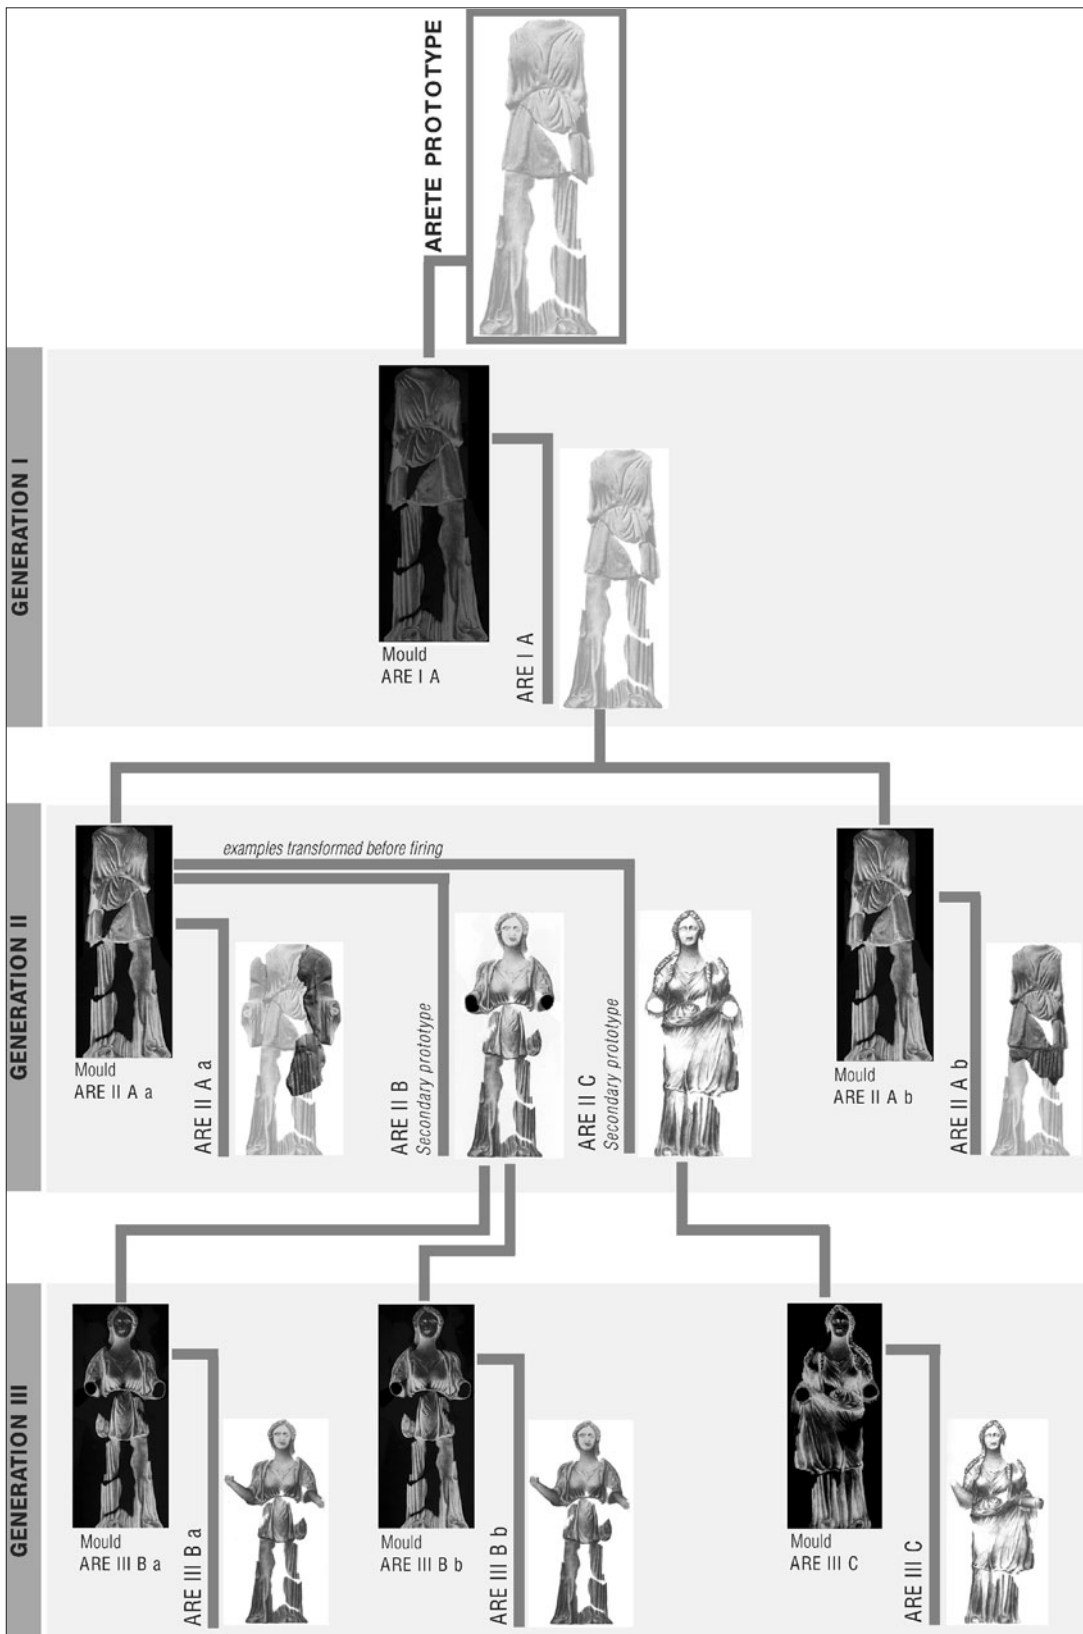 ARETE PROTOTYPE
GENERATION I
Mould
ARE I A
ARE I A
GENERATION II
examples transformed before firing
Mould
ARE II A a
ARE II A a
ARE II B
Secondary prototype
ARE II C
Secondary prototype
Mould
ARE II A b
ARE II A b
GENERATION III
Mould
ARE III B a
ARE III B a
Mould
ARE III B b
ARE III B b
Mould
ARE III C
ARE III C